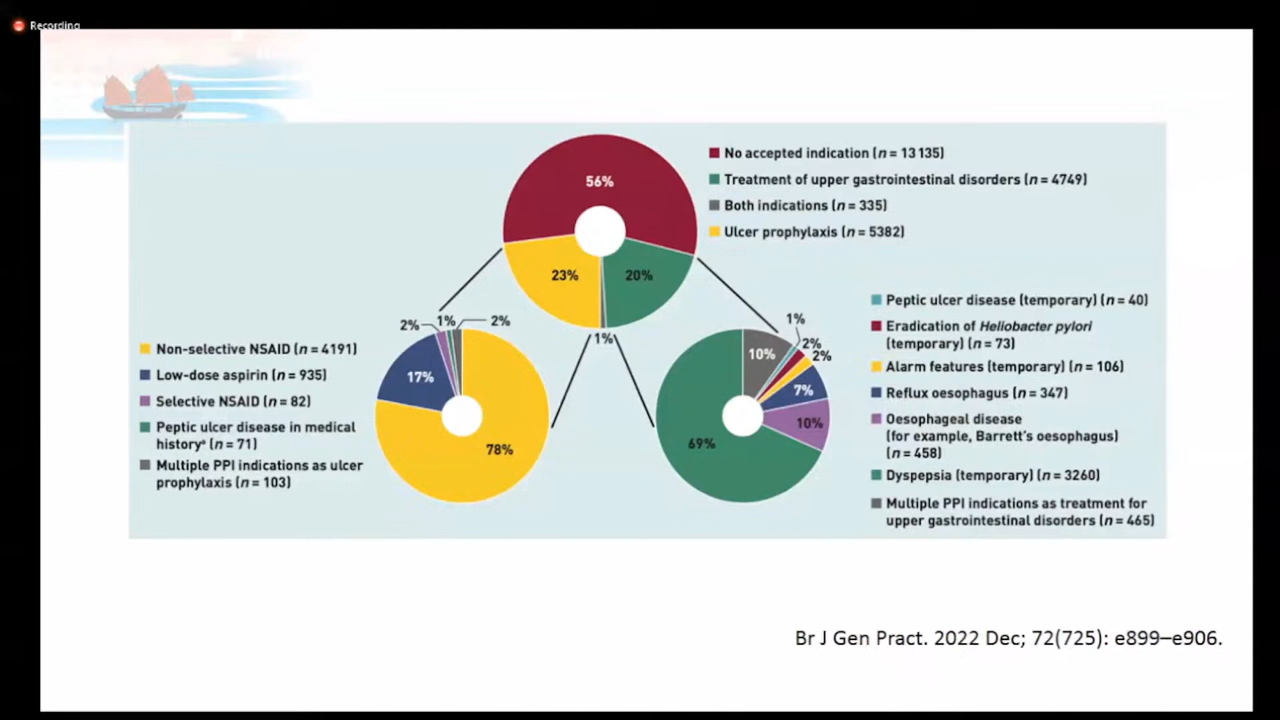 Recording
56%
23%
20%
1%
No accepted indication (n = 13135)
Treatment of upper gastrointestinal disorders (n = 4749)
Both indications (n = 335)
Ulcer prophylaxis (n = 5382)
Non-selective NSAID (n = 4191)
Low-dose aspirin (n = 935)
Selective NSAID (n = 82)
Peptic ulcer disease in medical
historyª (n = 71)
Multiple PPI indications as ulcer
prophylaxis (n = 103)
2%
1%
2%
17%
78%
1%
2%
2%
10%
7%
10%
69%
Peptic ulcer disease (temporary) (n = 40)
Eradication of Heliobacter pylori
(temporary) (n = 73)
Alarm features (temporary) (n = 106)
Reflux oesophagus (n = 347)
Oesophageal disease
(for example, Barrett's oesophagus)
(n = 458)
Dyspepsia (temporary) (n = 3260)
Multiple PPI indications as treatment for
upper gastrointestinal disorders (n = 465)
Br J Gen Pract. 2022 Dec; 72(725): e899–e906.